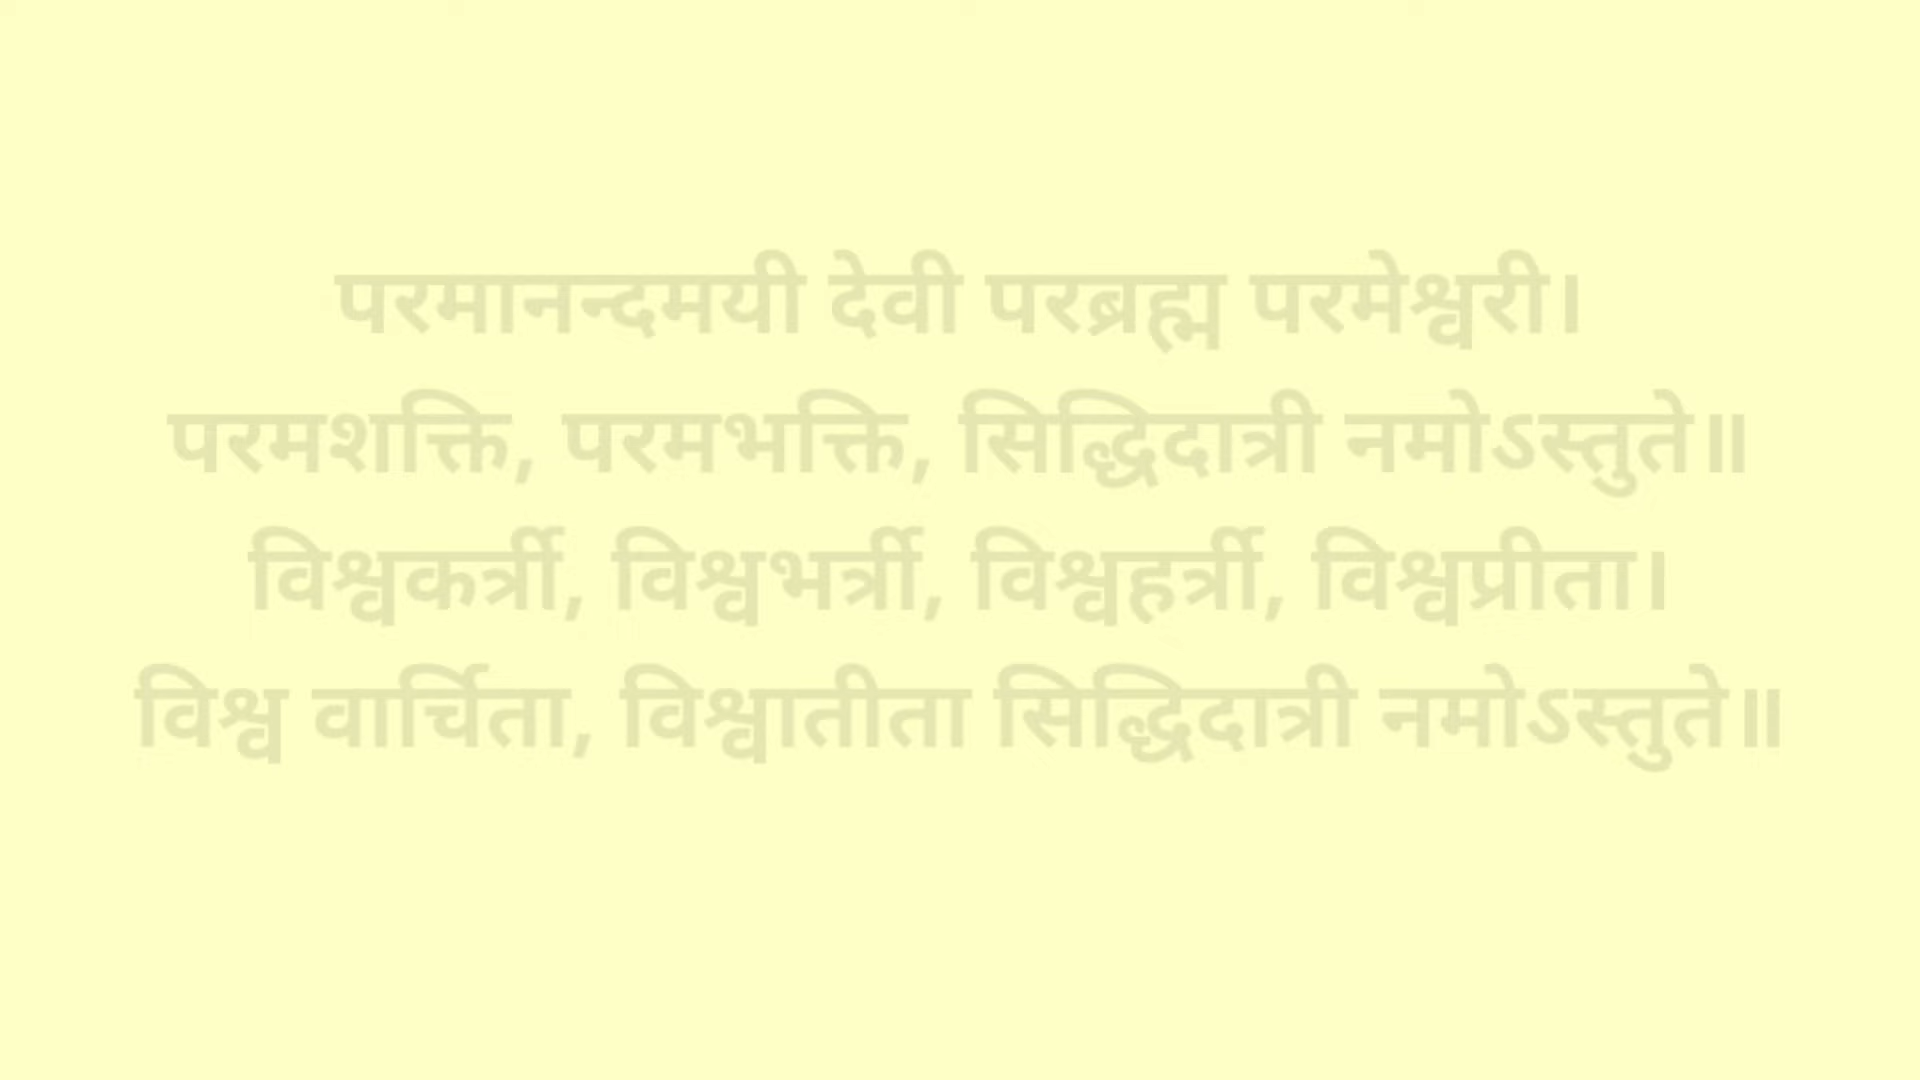 परमानन्दमयी देवी परब्रह्म परमेश्वरी।
परमशक्ति, परमभक्ति, सिद्धिदात्री नमोऽस्तुते॥
विश्वकर्त्री, विश्वभर्त्री, विश्वहर्त्री, विश्वप्रीता।
विश्व वार्चिता, विश्वातीता सिद्धिदात्री नमोऽस्तुते॥